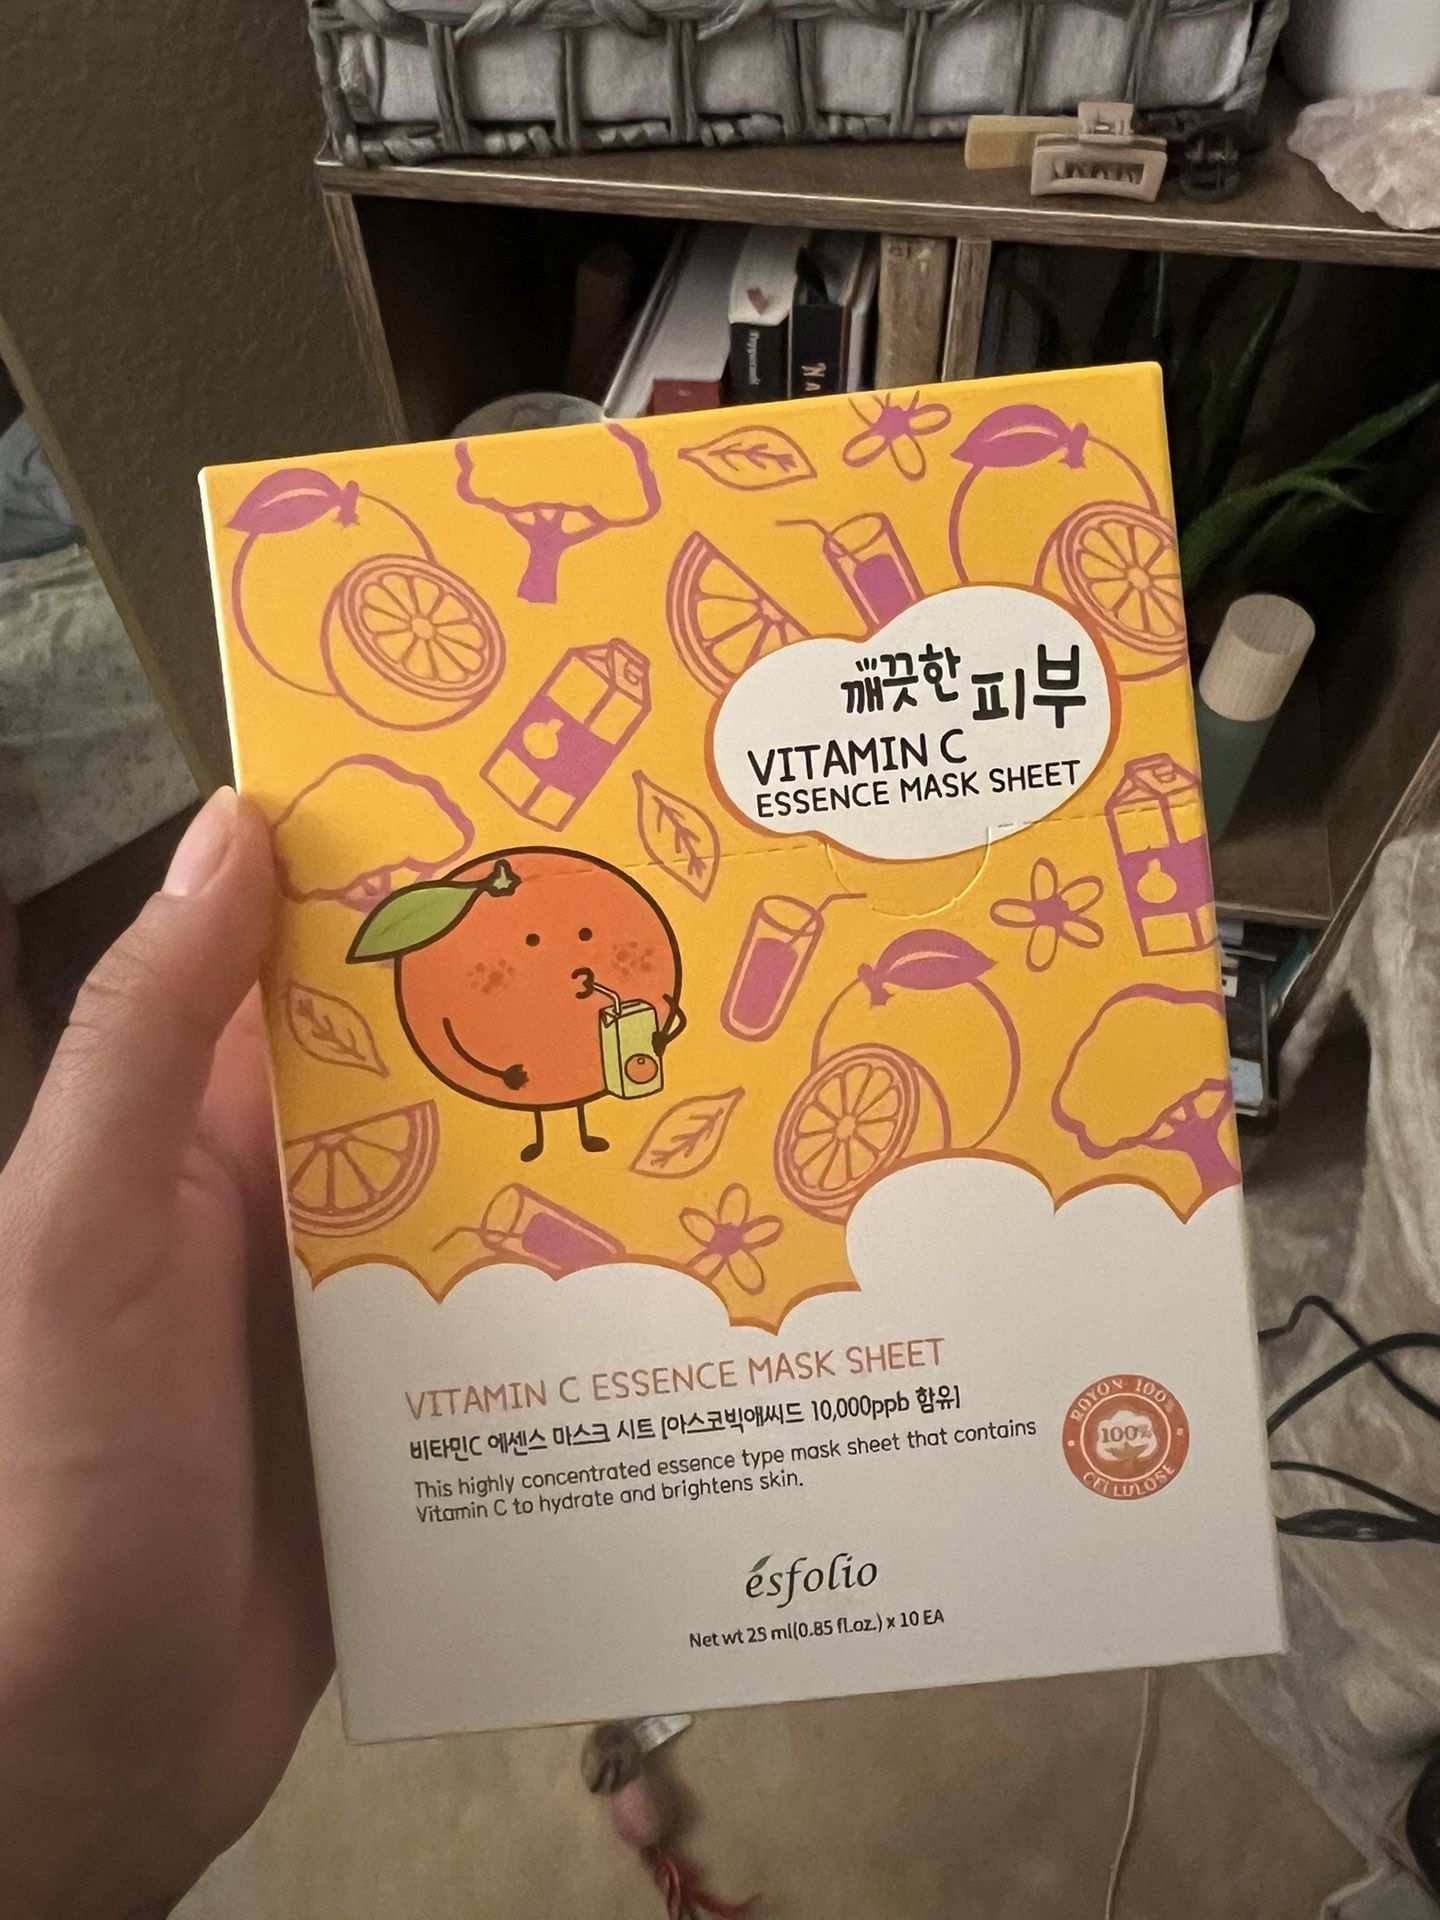 깨끗한 피부
VITAMIN C
ESSENCE MASK SHEET
VITAMIN C ESSENCE MASK SHEET
비타민C 에센스 마스크 시트 [아스코빅애씨드 10,000ppb 함유]
This highly concentrated essence type mask sheet that contains
Vitamin C to hydrate and brightens skin.
ROYON 100%
100%
CELLULOSE
ésfolio
Net wt 25 ml(0.85 fl.oz.) x 10 EA